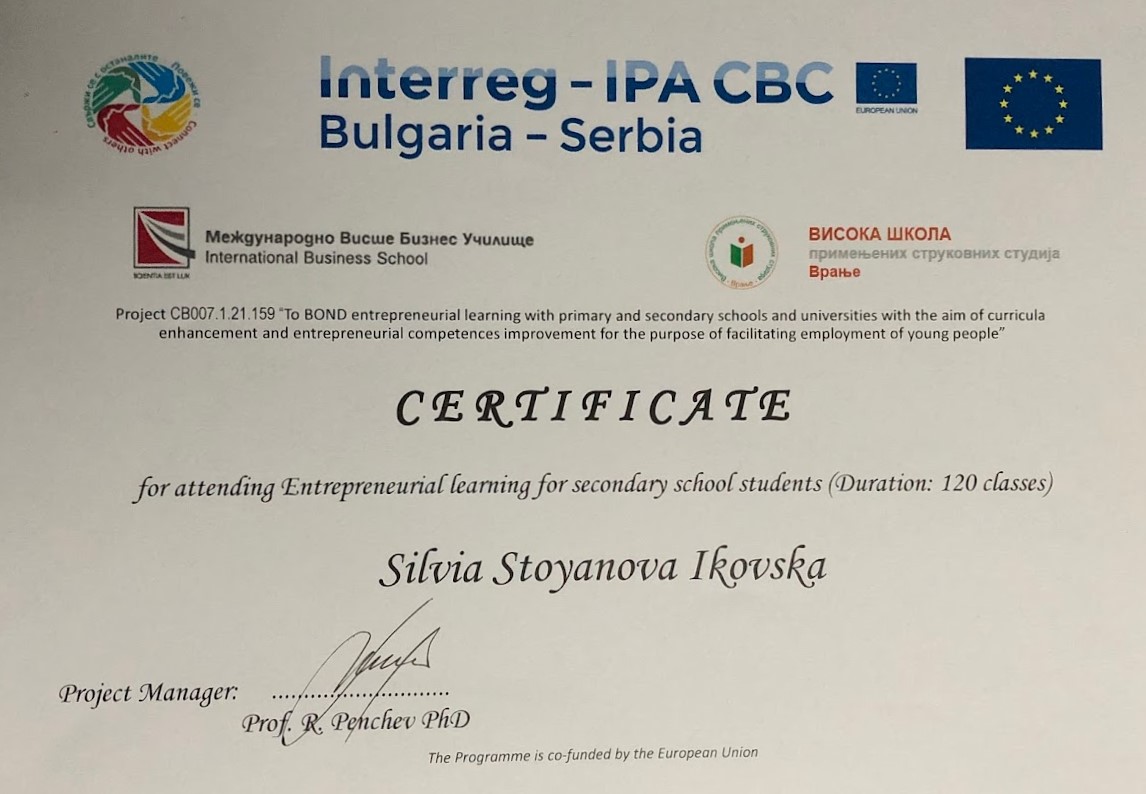 Свържи се с останалите
Повежи се
Connect with others
Interreg - IPA CBC
EUROPEAN UNION
Bulgaria - Serbia
Международно Висше Бизнес Училище
International Business School
ВИСОКА ШКОЛА
примењених струковних студија
Врање
Project CB007.1.21.159 "To BOND entrepreneurial learning with primary and secondary schools and universities with the aim of curricula
enhancement and entrepreneurial competences improvement for the purpose of facilitating employment of young people”
CERTIFICATE
for attending Entrepreneurial learning for secondary school students (Duration: 120 classes)
Silvia Stoyanova Ikovska
Project Manager: ..............................
Prof. R. Penchev PhD
The Programme is co-funded by the European Union